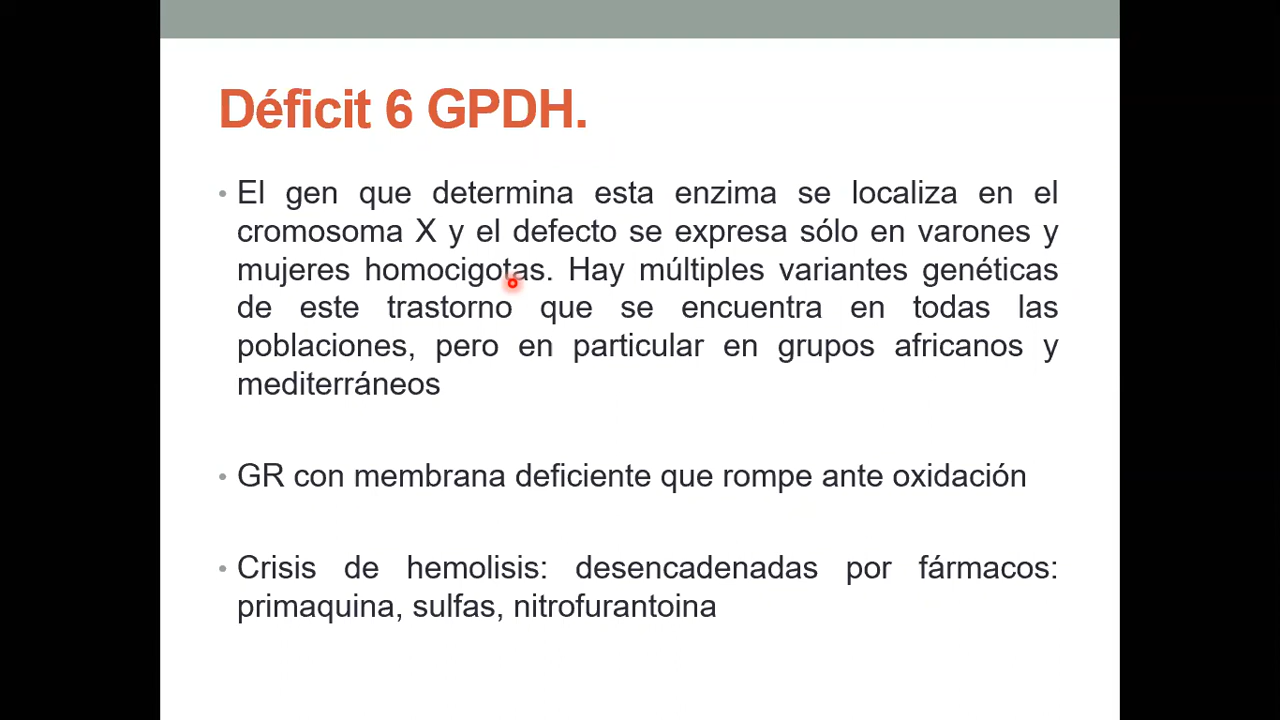 Déficit 6 GPDH.
• El gen que determina esta enzima se localiza en el
cromosoma X y el defecto se expresa sólo en varones y
mujeres homocigotas. Hay múltiples variantes genéticas
de este trastorno que se encuentra en todas las
poblaciones, pero en particular en grupos africanos y
mediterráneos
• GR con membrana deficiente que rompe ante oxidación
• Crisis de hemolisis: desencadenadas por fármacos:
primaquina, sulfas, nitrofurantoina